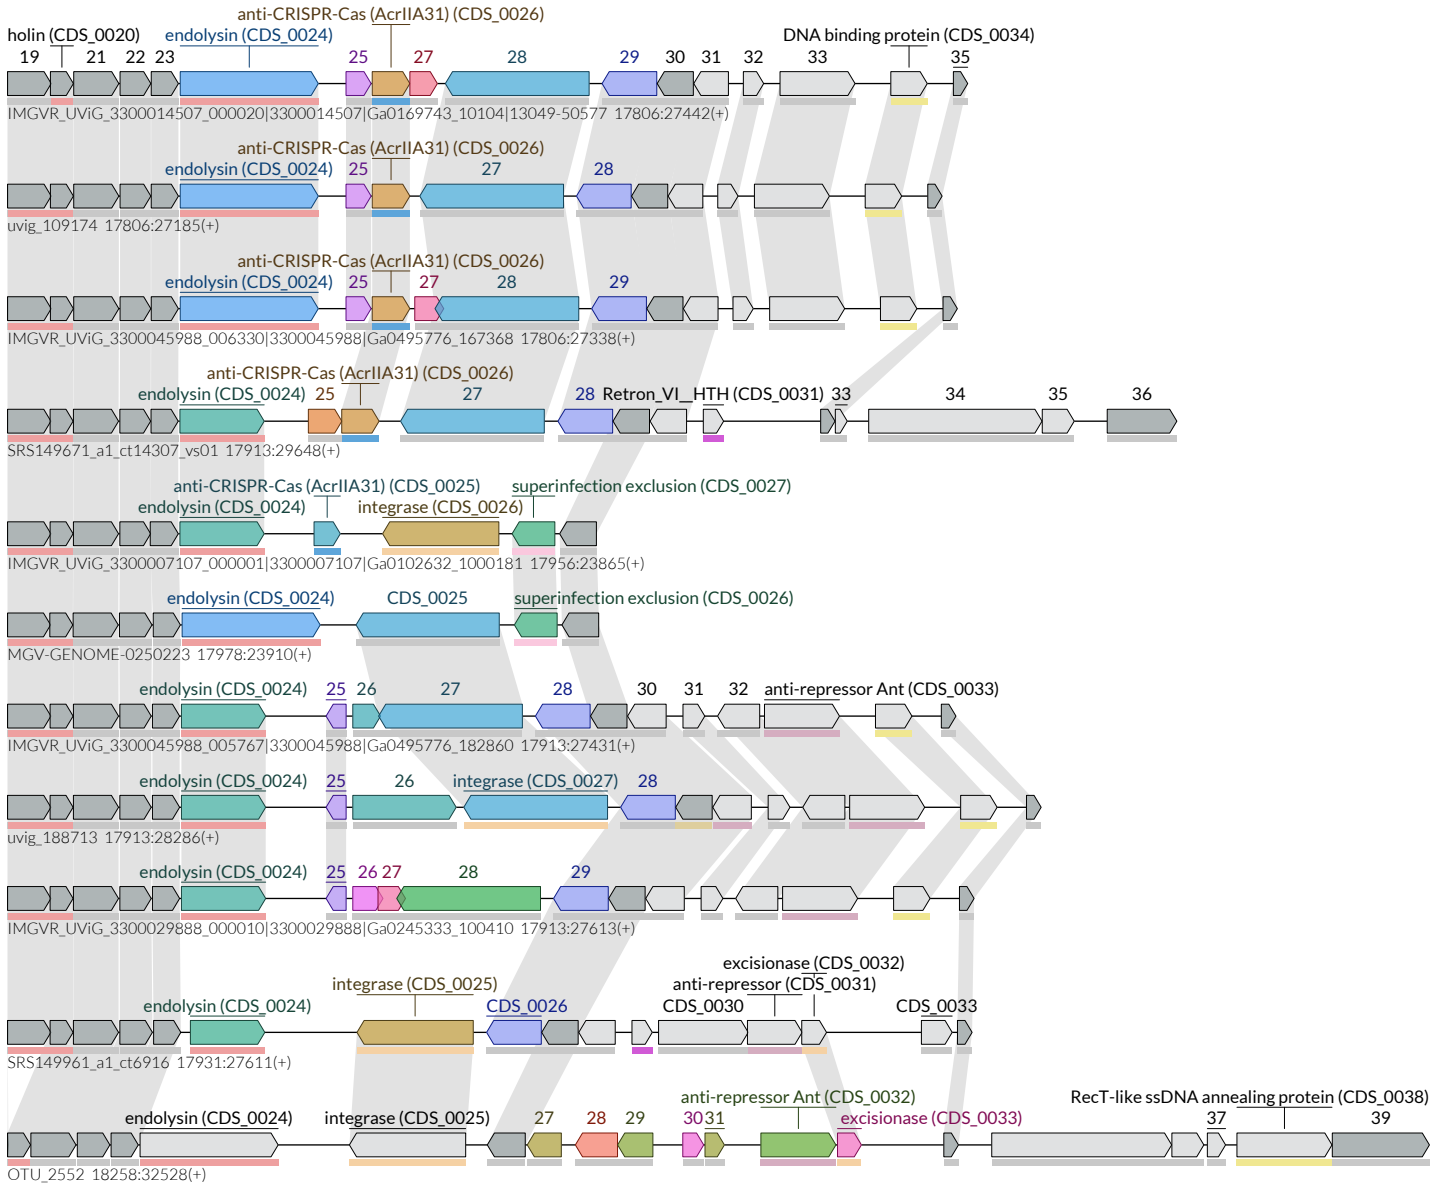 anti-CRISPR-Cas (AcrIIA31) (CDS_0026)
holin (CDS_0020) endolysin (CDS_0024) DNA binding protein (CDS_0034)
19 21 22 23 25 27 28 29 30 31 32 33 35
IMGVR_UViG_3300014507_000020|3300014507|Ga0169743_10104|13049-50577 17806:27442(+)
anti-CRISPR-Cas (AcrIIA31) (CDS_0026)
endolysin (CDS_0024) 25 27 28
uvig_109174 17806:27185(+)
anti-CRISPR-Cas (AcrIIA31) (CDS_0026)
endolysin (CDS_0024) 25 27 28 29
IMGVR_UViG_3300045988_006330|3300045988|Ga0495776_167368 17806:27338(+)
anti-CRISPR-Cas (AcrIIA31) (CDS_0026)
endolysin (CDS_0024) 25 27 28 Retron_VI__HTH (CDS_0031) 33 34 35 36
SRS149671_a1_ct14307_vs01 17913:29648(+)
anti-CRISPR-Cas (AcrIIA31) (CDS_0025) superinfection exclusion (CDS_0027)
endolysin (CDS_0024) integrase (CDS_0026)
IMGVR_UViG_3300007107_000001|3300007107|Ga0102632_1000181 17956:23865(+)
endolysin (CDS_0024) CDS_0025 superinfection exclusion (CDS_0026)
MGV-GENOME-0250223 17978:23910(+)
endolysin (CDS_0024) 25 26 27 28 30 31 32 anti-repressor Ant (CDS_0033)
IMGVR_UViG_3300045988_005767|3300045988|Ga0495776_182860 17913:27431(+)
endolysin (CDS_0024) 25 26 integrase (CDS_0027) 28
uvig_188713 17913:28286(+)
endolysin (CDS_0024) 25 26 27 28 29
IMGVR_UViG_3300029888_000010|3300029888|Ga0245333_100410 17913:27613(+)
excisionase (CDS_0032)
integrase (CDS_0025) anti-repressor (CDS_0031)
endolysin (CDS_0024) CDS_0026 CDS_0030 CDS_0033
SRS149961_a1_ct6916 17931:27611(+)
anti-repressor Ant (CDS_0032) RecT-like ssDNA annealing protein (CDS_0038)
endolysin (CDS_0024) integrase (CDS_0025) 27 28 29 30 31 excisionase (CDS_0033) 37 39
OTU_2552 18258:32528(+)